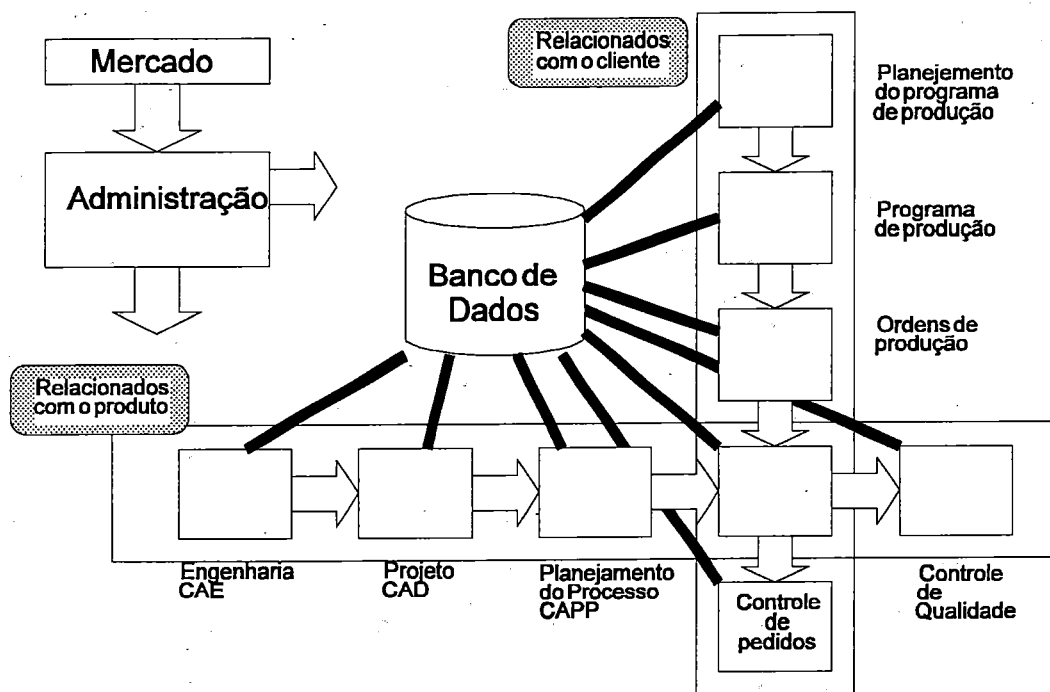 Mercado
Administração
Relacionados
com o cliente
Planejemento
do programa
de produção
Programa
de produção
Banco de
Dados
Ordens de
produção
Relacionados
com o produto
Engenharia
CAE
Projeto
CAD
Planejamento
do Processo
CAPP
Controle
de
pedidos
Controle
de
Qualidade